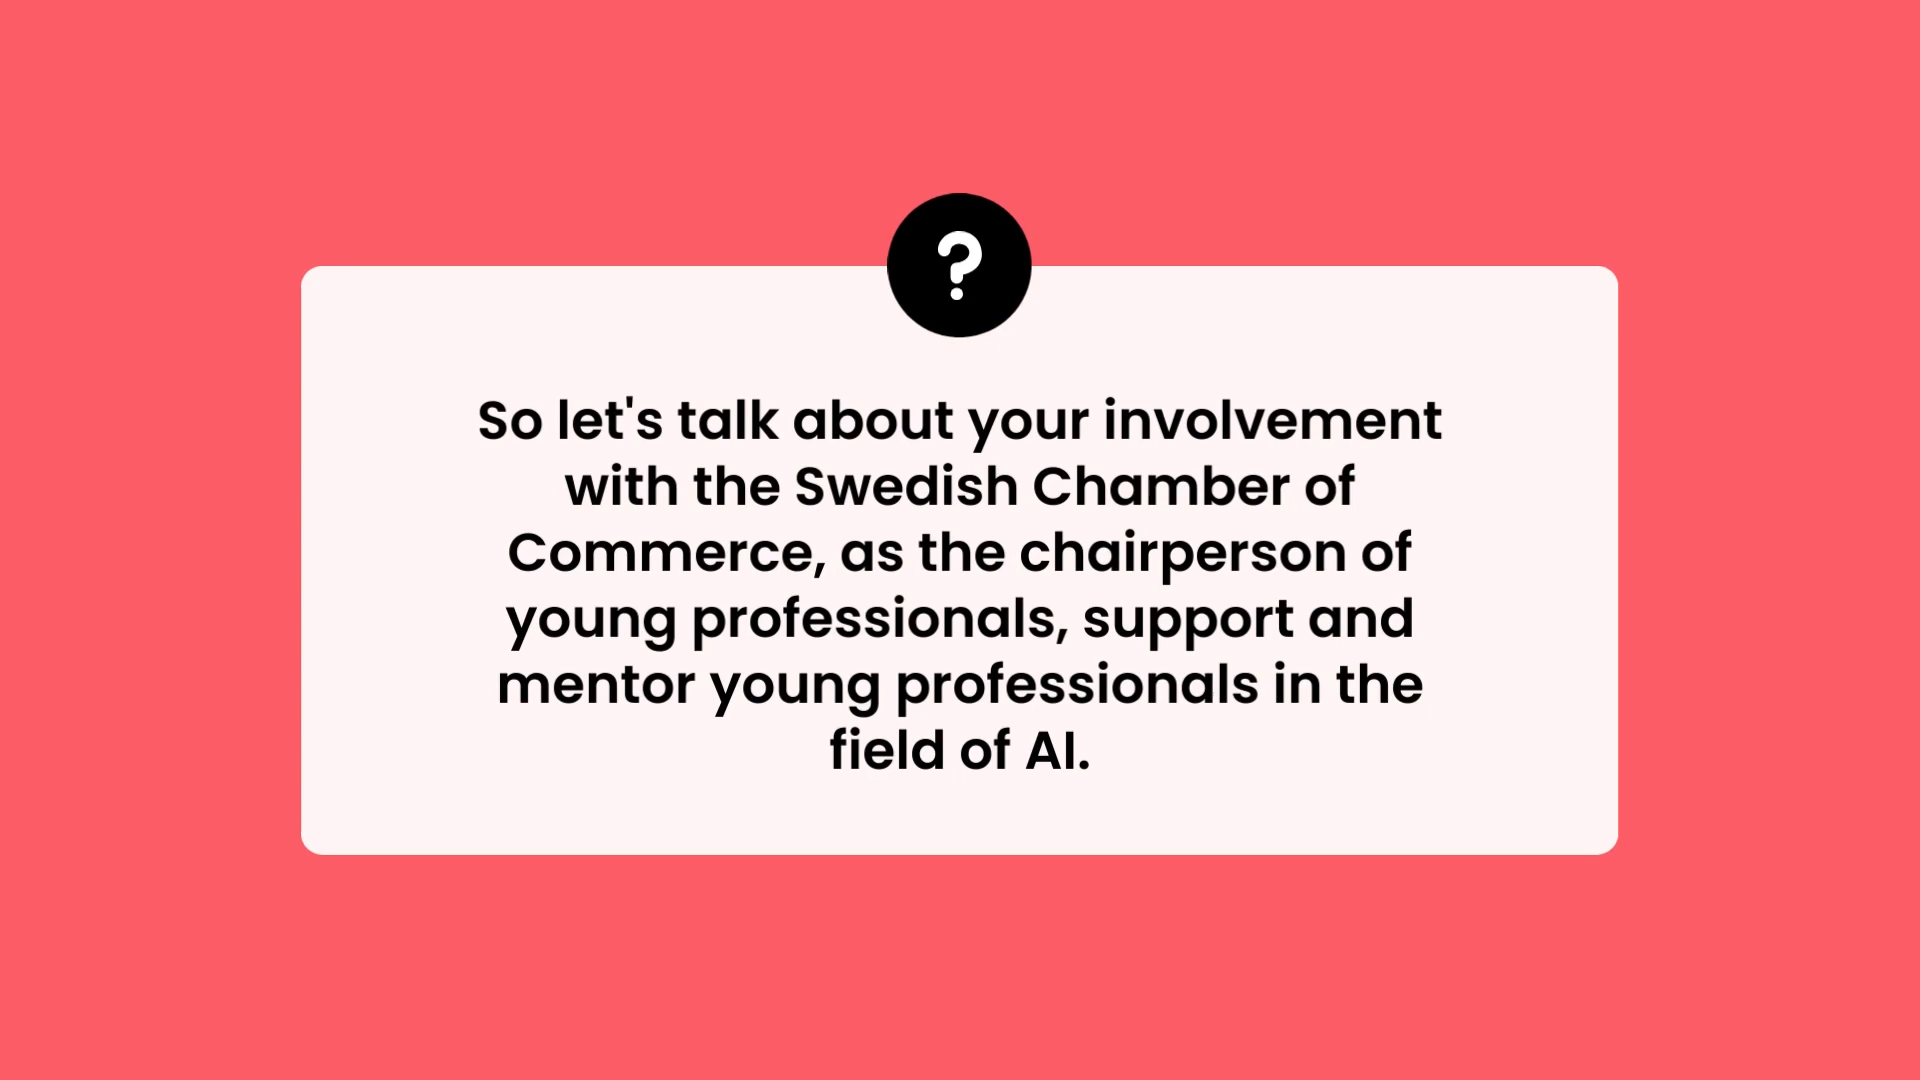 ?
So let's talk about your involvement
with the Swedish Chamber of
Commerce, as the chairperson of
young professionals, support and
mentor young professionals in the
field of AI.